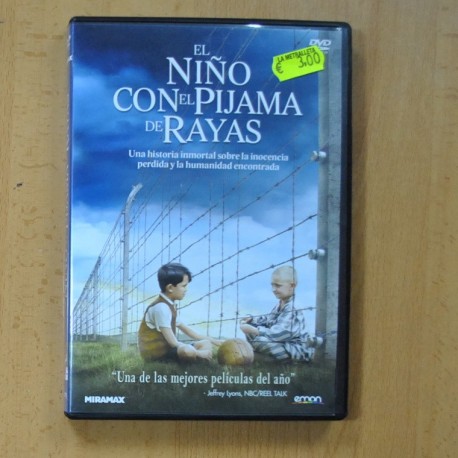 DVD
LA METRALLETA
€ 3.00
EL
NIÑO
CON EL PIJAMA
DE RAYAS
Una historia inmortal sobre la inocencia
perdida y la humanidad encontrada
“Una de las mejores películas del año”
- Jeffrey Lyons, NBC/REEL TALK
MIRAMAX
emon